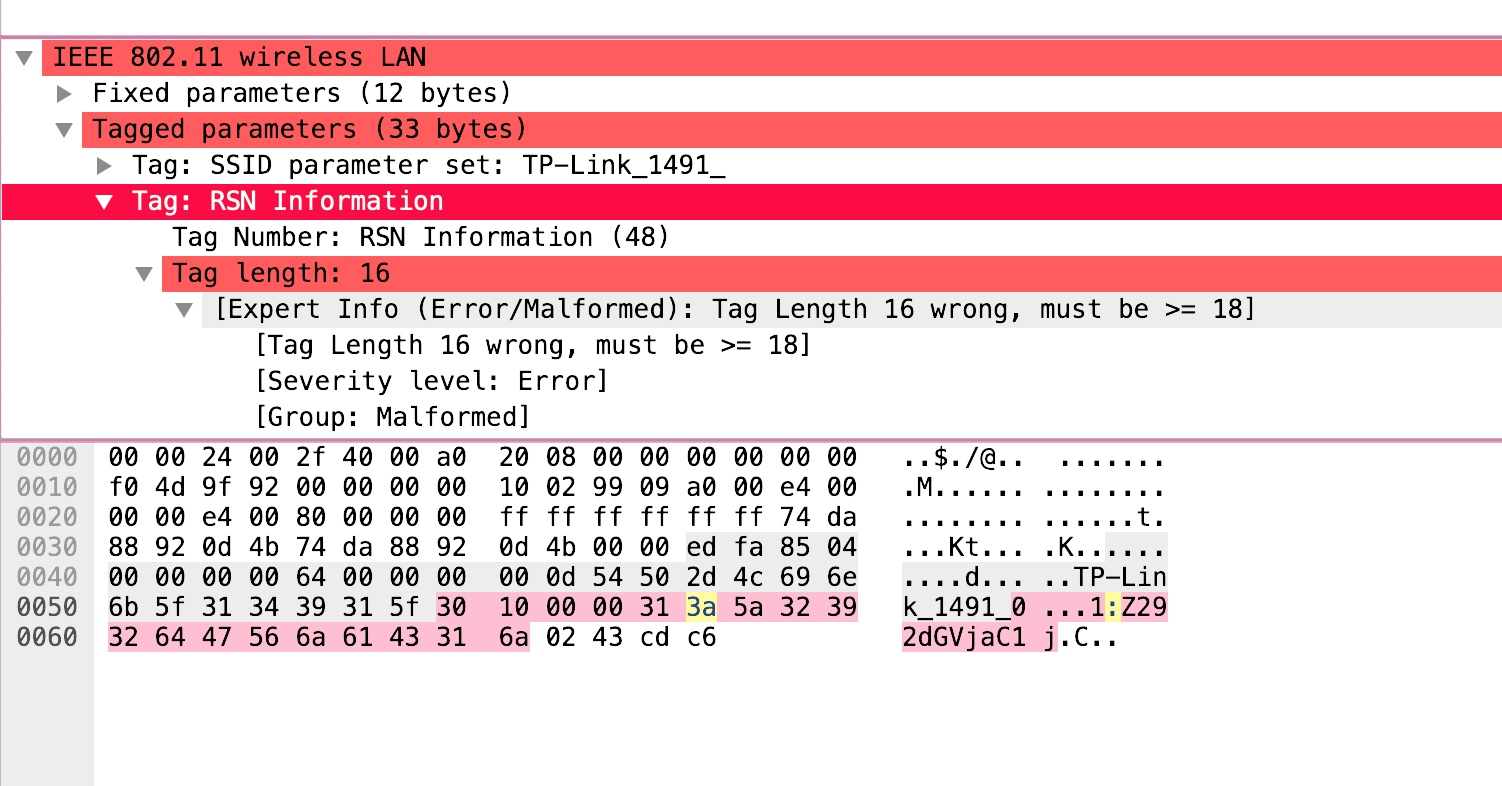 IEEE 802.11 wireless LAN
Fixed parameters (12 bytes)
Tagged parameters (33 bytes)
Tag: SSID parameter set: TP-Link_1491_
Tag: RSN Information
Tag Number: RSN Information (48)
Tag length: 16
[Expert Info (Error/Malformed): Tag Length 16 wrong, must be >= 18]
[Tag Length 16 wrong, must be >= 18]
[Severity level: Error]
[Group: Malformed]
0000 00 00 24 00 2f 40 00 a0 20 08 00 00 00 00 00 00 ..$./@.. .......
0010 f0 4d 9f 92 00 00 00 00 10 02 99 09 a0 00 e4 00 .M...... ........
0020 00 00 e4 00 80 00 00 00 ff ff ff ff ff ff 74 da ........ ......t.
0030 88 92 0d 4b 74 da 88 92 0d 4b 00 00 ed fa 85 04 ...Kt... .K......
0040 00 00 00 00 64 00 00 00 00 0d 54 50 2d 4c 69 6e ....d... ..TP-Lin
0050 6b 5f 31 34 39 31 5f 30 10 00 00 31 3a 5a 32 39 k_1491_0 ...1:Z29
0060 32 64 47 56 6a 61 43 31 6a 02 43 cd c6 2dGVjaC1 j.C..